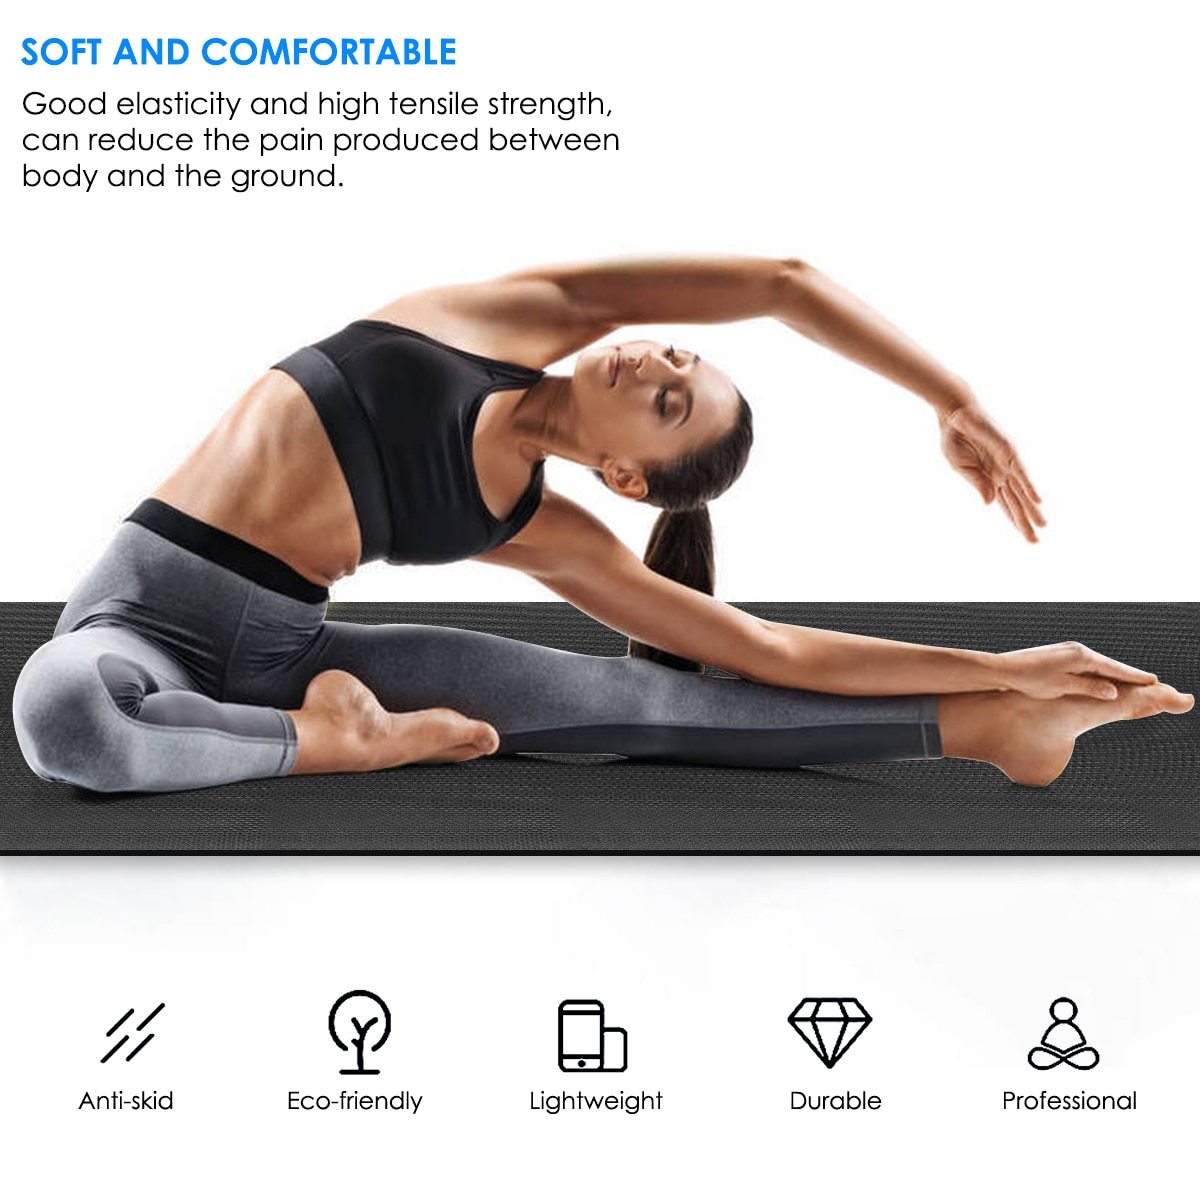 SOFT AND COMFORTABLE
Good elasticity and high tensile strength,
can reduce the pain produced between
body and the ground.
Anti-skid
Eco-friendly
Lightweight
Durable
Professional